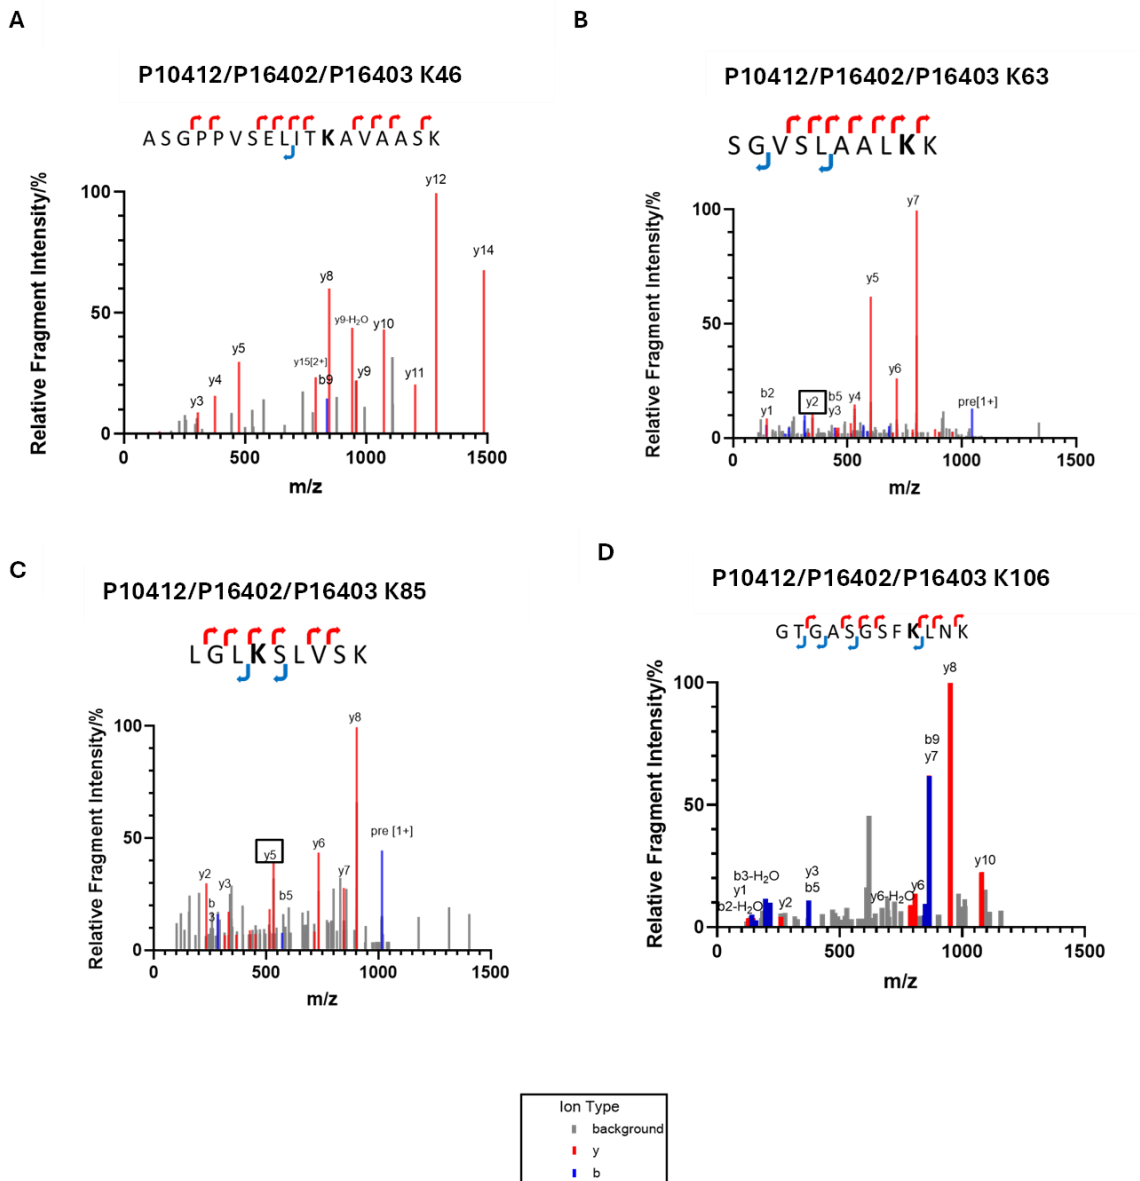 A
P10412/P16402/P16403 K46
ASGPPVSELITKAVAASK
Relative Fragment Intensity/%
100
50
0
y3
y4
y5
y15[2+]
b9
y8
y9-H₂O
y9
y10
y11
y12
y14
0
500
1000
1500
m/z
B
P10412/P16402/P16403 K63
SGVSLAALKK
Relative Fragment Intensity/%
100
50
0
b2
y1
y2
b5
y3
y4
y5
y6
y7
pre[1+]
0
500
1000
1500
m/z
C
P10412/P16402/P16403 K85
LGLKSLVSK
Relative Fragment Intensity/%
100
50
0
y2
b
3
y3
y5
b5
y6
y7
y8
pre [1+]
0
500
1000
1500
m/z
D
P10412/P16402/P16403 K106
GTGASGSFKLNK
Relative Fragment Intensity/%
100
50
0
b3-H₂O
y1
b2-H₂O
y2
y3
b5
y6-H₂O
y6
b9
y7
y8
y10
0
500
1000
1500
m/z
Ion Type
background
y
b